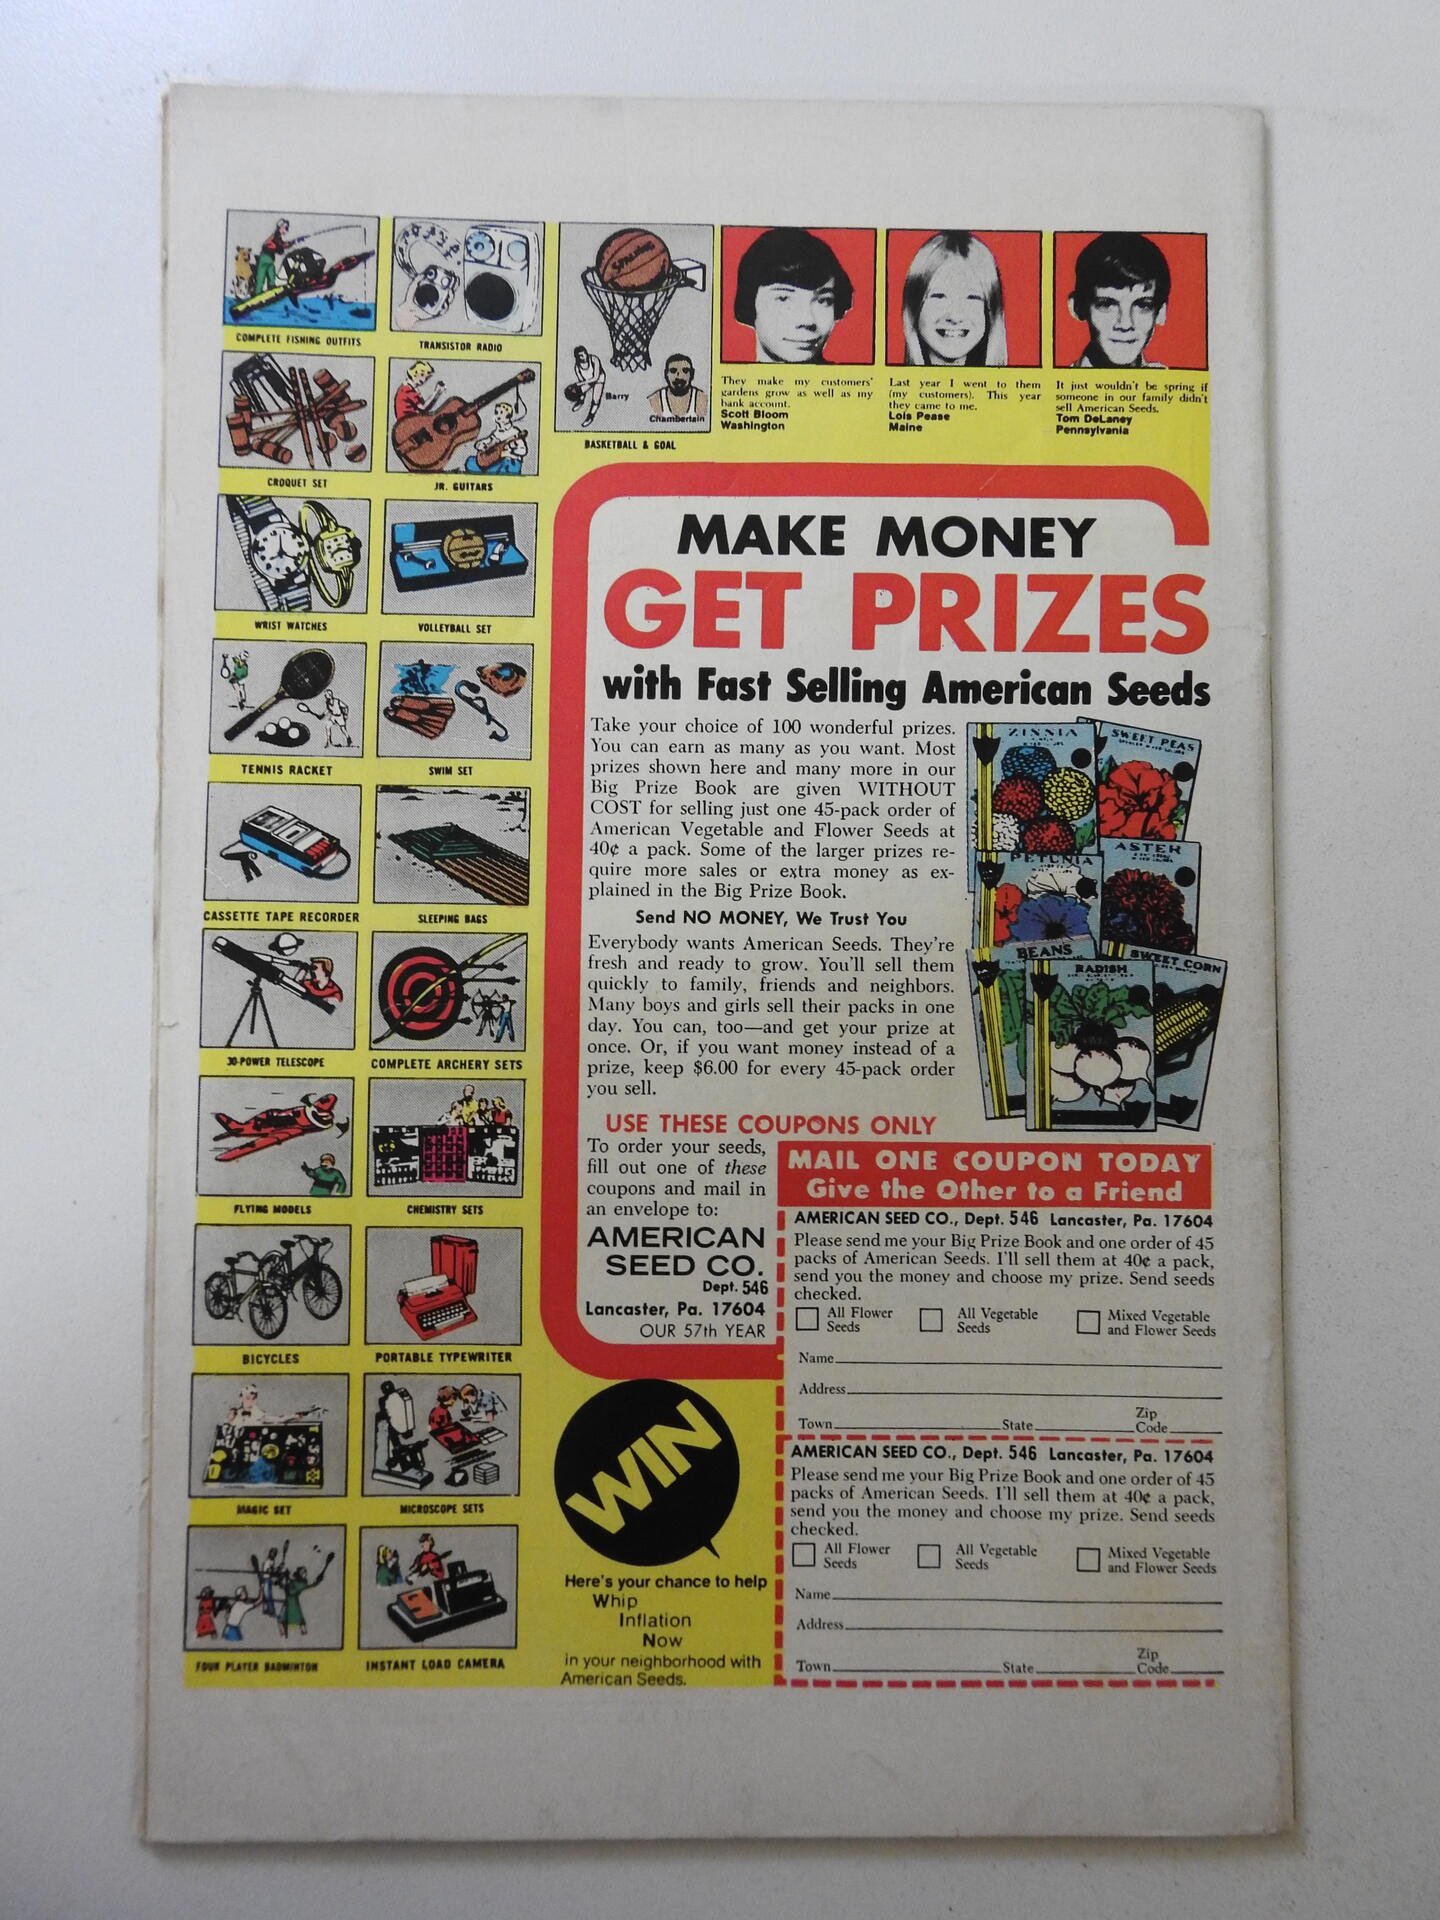 COMPLETE FISHING OUTFITS
TRANSISTOR RADIO
CROQUET SET
JR. GUITARS
WRIST WATCHES
VOLLEYBALL SET
TENNIS RACKET
SWIM SET
CASSETTE TAPE RECORDER
SLEEPING BAGS
30-POWER TELESCOPE
COMPLETE ARCHERY SETS
FLYING MODELS
CHEMISTRY SETS
BICYCLES
PORTABLE TYPEWRITER
MAGIC SET
MICROSCOPE SETS
FOUR PLAYER BADMINTON
INSTANT LOAD CAMERA
SPALDING
Barry
Chamberlain
BASKETBALL & GOAL
They make my customers'
gardens grow as well as my
bank account.
Scott Bloom
Washington
Last year I went to them
(my customers). This year
they came to me.
Lois Pease
Maine
It just wouldn't be spring if
someone in our family didn't
sell American Seeds.
Tom DeLaney
Pennsylvania
MAKE MONEY
GET PRIZES
with Fast Selling American Seeds
Take your choice of 100 wonderful prizes.
You can earn as many as you want. Most
prizes shown here and many more in our
Big Prize Book are given WITHOUT
COST for selling just one 45-pack order of
American Vegetable and Flower Seeds at
40¢ a pack. Some of the larger prizes re-
quire more sales or extra money as ex-
plained in the Big Prize Book.
Send NO MONEY, We Trust You
Everybody wants American Seeds. They're
fresh and ready to grow. You'll sell them
quickly to family, friends and neighbors.
Many boys and girls sell their packs in one
day. You can, too—and get your prize at
once. Or, if you want money instead of a
prize, keep $6.00 for every 45-pack order
you sell.
ZINNIA
SWEET PEAS
PETUNIA
ASTER
BEANS
RADISH
SWEET CORN
USE THESE COUPONS ONLY
To order your seeds,
fill out one of these
coupons and mail in
an envelope to:
AMERICAN
SEED CO.
Dept. 546
Lancaster, Pa. 17604
OUR 57th YEAR
MAIL ONE COUPON TODAY
Give the Other to a Friend
AMERICAN SEED CO., Dept. 546 Lancaster, Pa. 17604
Please send me your Big Prize Book and one order of 45
packs of American Seeds. I'll sell them at 40¢ a pack,
send you the money and choose my prize. Send seeds
checked.
All Flower Seeds
All Vegetable Seeds
Mixed Vegetable and Flower Seeds
Name
Address
Town State Zip Code
AMERICAN SEED CO., Dept. 546 Lancaster, Pa. 17604
Please send me your Big Prize Book and one order of 45
packs of American Seeds. I'll sell them at 40¢ a pack,
send you the money and choose my prize. Send seeds
checked.
All Flower Seeds
All Vegetable Seeds
Mixed Vegetable and Flower Seeds
Name
Address
Town State Zip Code
WIN
Here's your chance to help
Whip
Inflation
Now
in your neighborhood with
American Seeds.